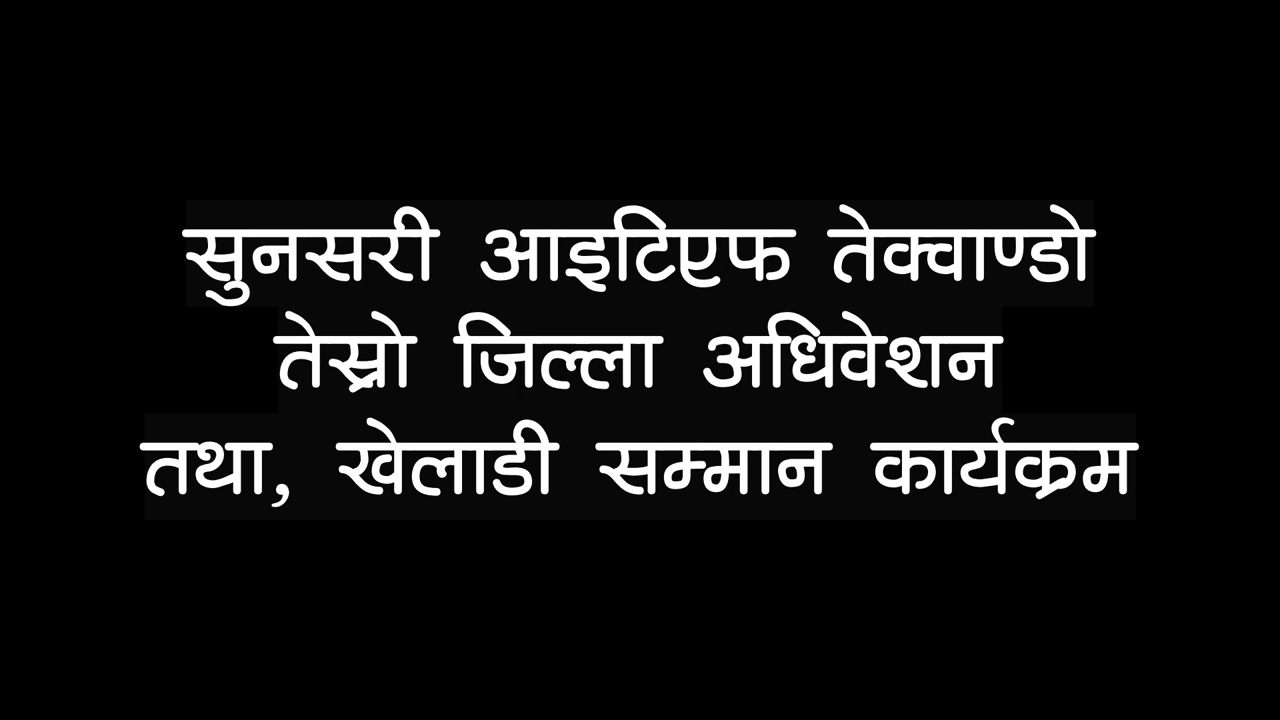 सुनसरी आइटिएफ तेक्वाण्डो
तेस्रो जिल्ला अधिवेशन
तथा, खेलाडी सम्मान कार्यक्रम